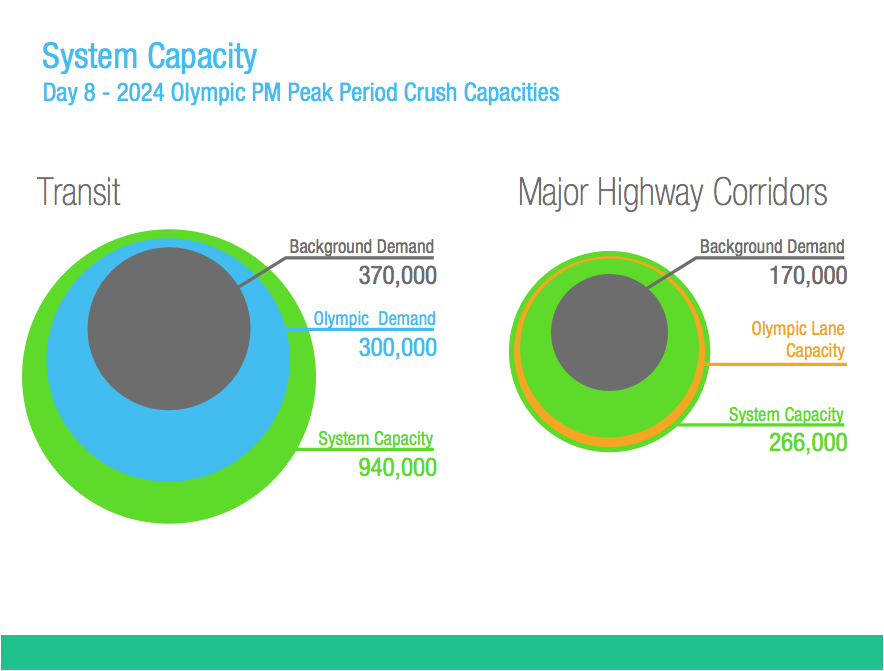 System Capacity
Day 8 - 2024 Olympic PM Peak Period Crush Capacities
Transit
Background Demand
370,000
Olympic Demand
300,000
System Capacity
940,000
Major Highway Corridors
Background Demand
170,000
Olympic Lane
Capacity
System Capacity
266,000